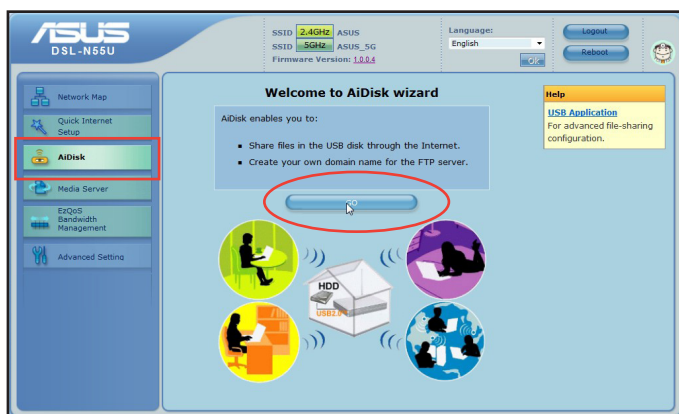 ASUS
DSL-N55U
SSID 2.4GHz ASUS
SSID 5GHz ASUS_5G
Firmware Version: 1.0.0.4
Language:
English
OK
Logout
Reboot
Network Map
Quick Internet
Setup
AiDisk
Media Server
EzQoS
Bandwidth
Management
Advanced Setting
Welcome to AiDisk wizard
AiDisk enables you to:
Share files in the USB disk through the Internet.
Create your own domain name for the FTP server.
GO
HDD
USB2.0
Help
USB Application
For advanced file-sharing
configuration.